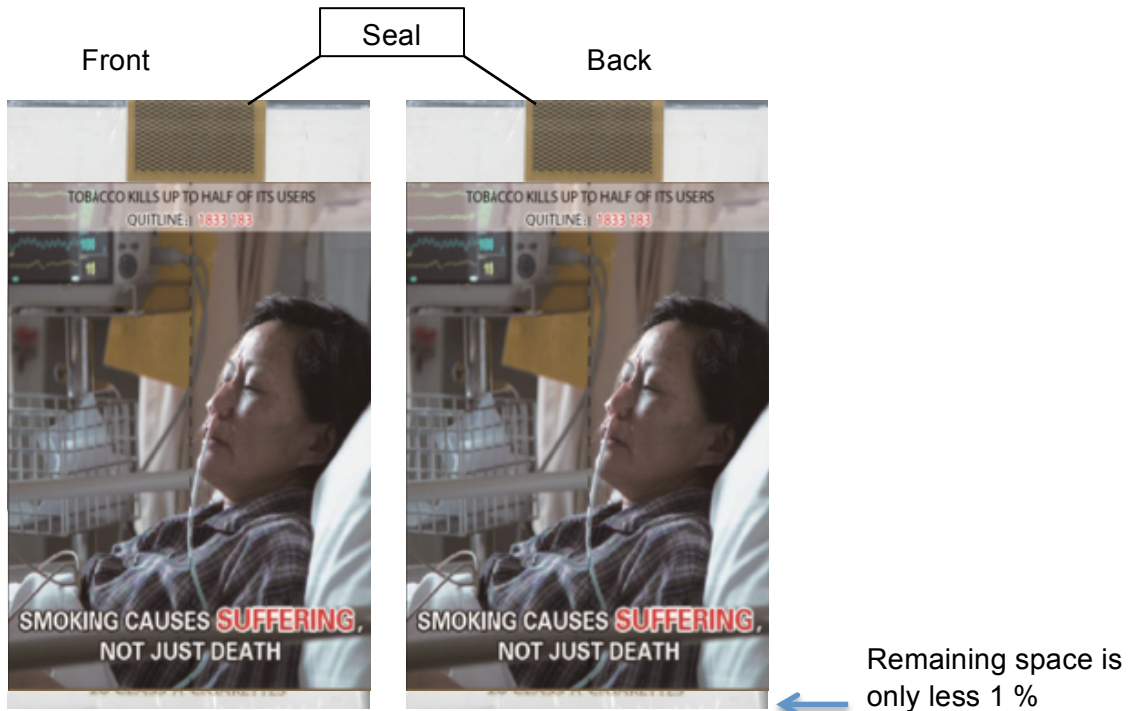 Seal
Front
Back
TOBACCO KILLS UP TO HALF OF ITS USERS
QUITLINE: 1833 183
SMOKING CAUSES SUFFERING,
NOT JUST DEATH
TOBACCO KILLS UP TO HALF OF ITS USERS
QUITLINE: 1833 183
SMOKING CAUSES SUFFERING,
NOT JUST DEATH
Remaining space is
only less 1 %